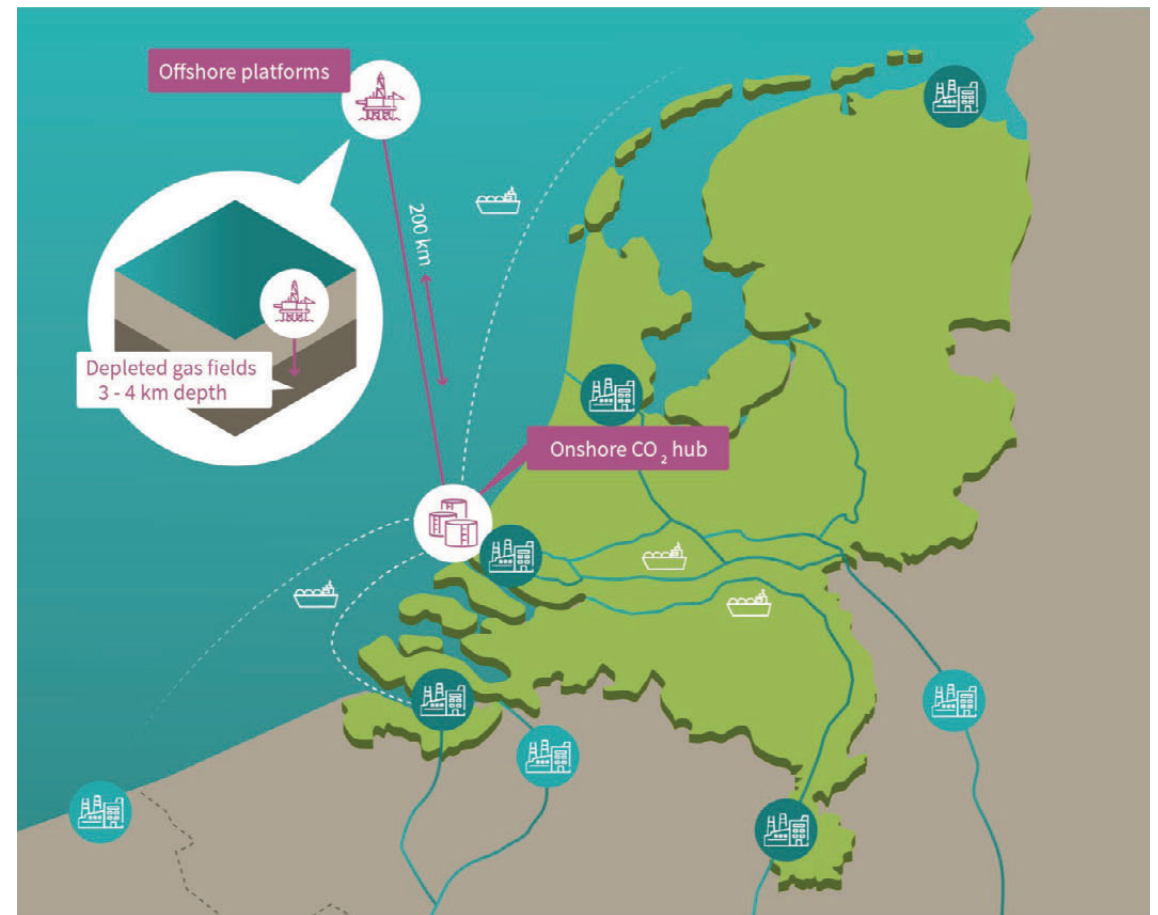 Offshore platforms
200 km
Depleted gas fields
3 - 4 km depth
Onshore CO₂ hub